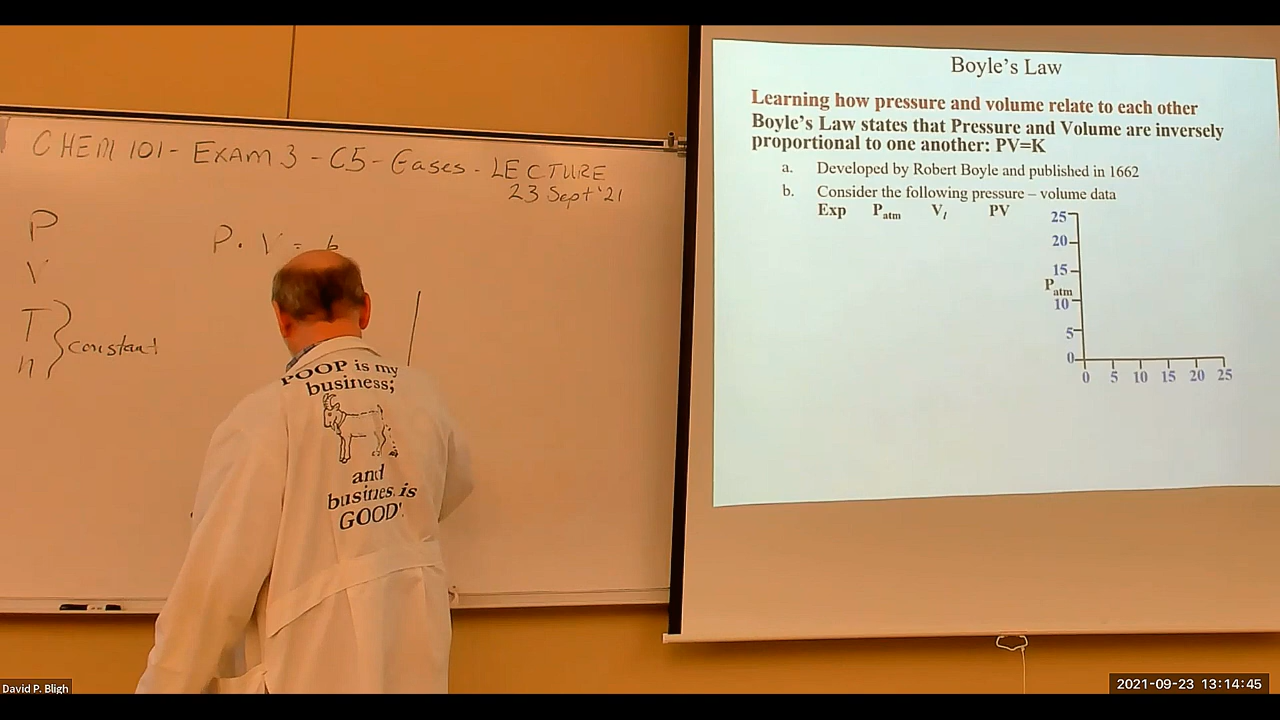 CHEM 101 - EXAM 3 - C5 - Gases - LECTURE
23 Sept '21
P
V
T
n
constant
P . V =
POOP is my
business;
and
busines. is
GOOD!
Boyle's Law
Learning how pressure and volume relate to each other
Boyle's Law states that Pressure and Volume are inversely
proportional to one another: PV=K
a. Developed by Robert Boyle and published in 1662
b. Consider the following pressure – volume data
Exp Patm Vl PV
25
20
15
Patm
10
5
0
0 5 10 15 20 25
David P. Bligh
2021-09-23 13:14:45